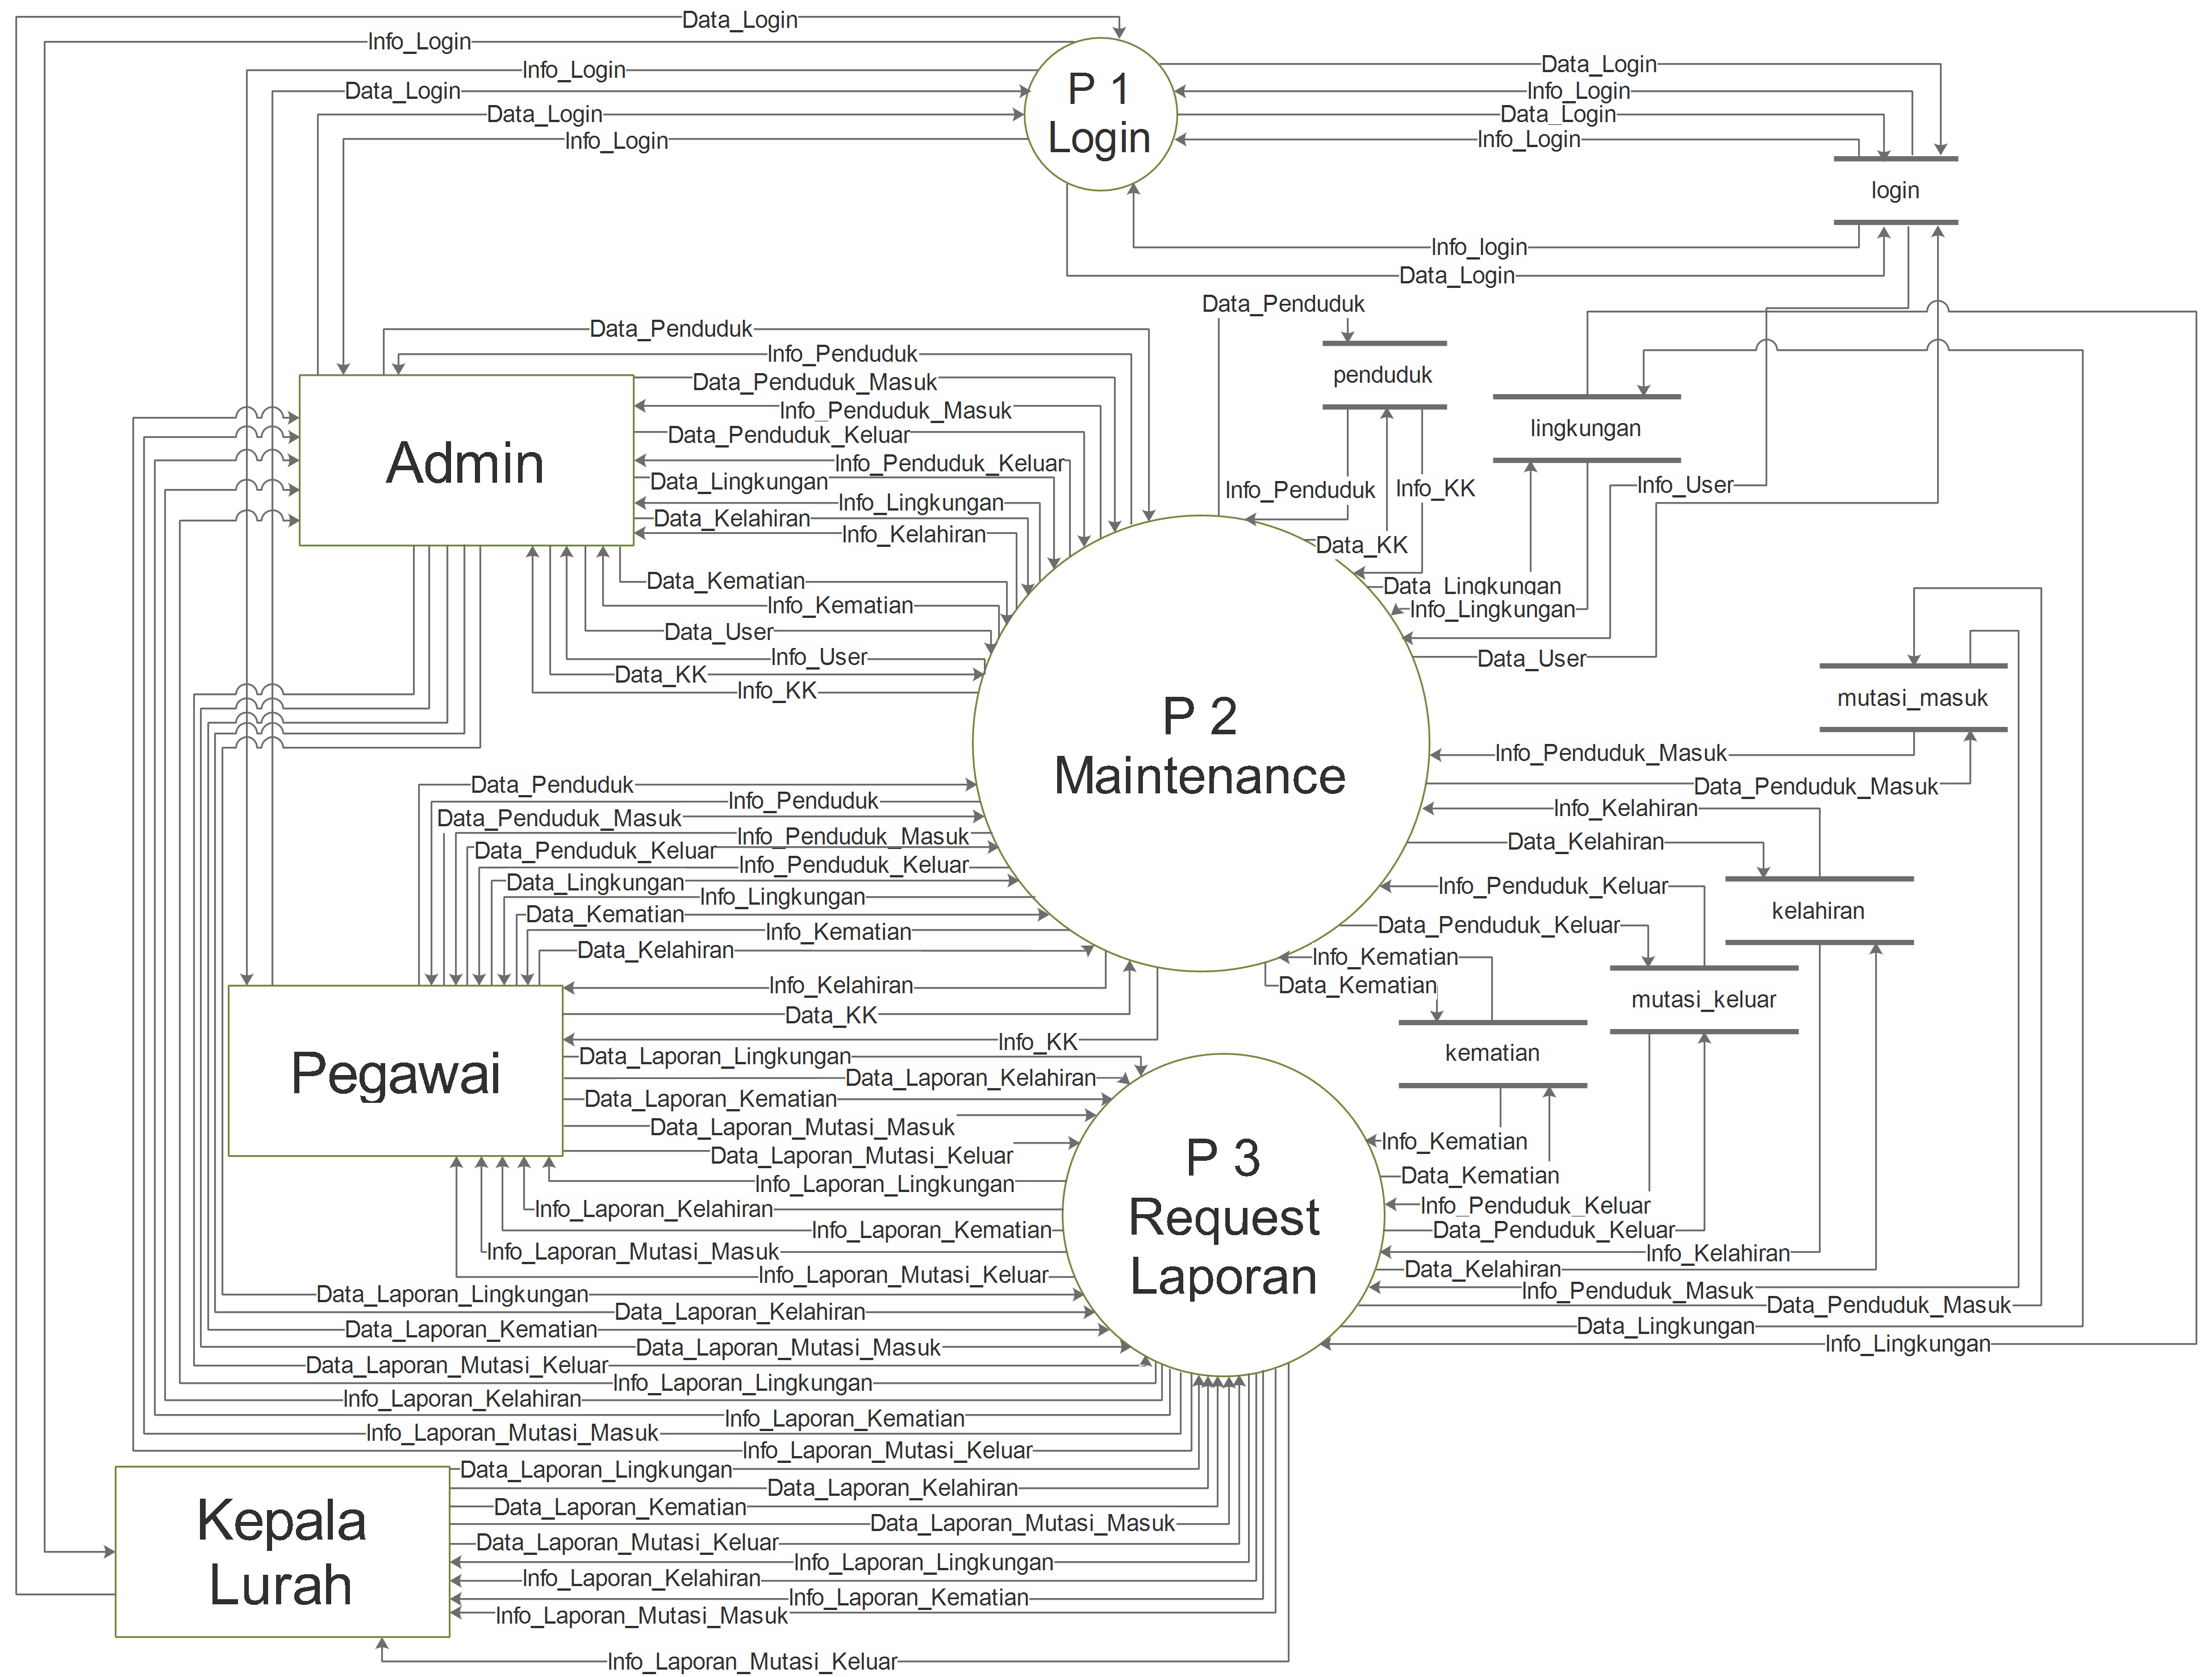 Data_Login
Info_Login
Info_Login
Data_Login
Data_Login
Info_Login
P 1
Login
Data_Login
Info_Login
Data_Login
Info_Login
login
Info_login
Data_Login
Data_Penduduk
Data_Penduduk
Info_Penduduk
Data_Penduduk_Masuk
Info_Penduduk_Masuk
Data_Penduduk_Keluar
Info_Penduduk_Keluar
Data_Lingkungan
Info_Lingkungan
Data_Kelahiran
Info_Kelahiran
Admin
Data_Kematian
Info_Kematian
Data_User
Info_User
Data_KK
Info_KK
penduduk
lingkungan
Info_Penduduk
Info_KK
Info_User
Data_KK
Data_Lingkungan
Info_Lingkungan
Data_User
P 2
Maintenance
mutasi_masuk
Info_Penduduk_Masuk
Data_Penduduk_Masuk
Info_Kelahiran
Data_Kelahiran
Info_Penduduk_Keluar
kelahiran
Data_Penduduk_Keluar
Info_Kematian
Data_Kematian
mutasi_keluar
kematian
Data_Penduduk
Info_Penduduk
Data_Penduduk_Masuk
Info_Penduduk_Masuk
Data_Penduduk_Keluar
Info_Penduduk_Keluar
Data_Lingkungan
Info_Lingkungan
Data_Kematian
Info_Kematian
Data_Kelahiran
Info_Kelahiran
Data_KK
Info_KK
Pegawai
Data_Laporan_Lingkungan
Data_Laporan_Kelahiran
Data_Laporan_Kematian
Data_Laporan_Mutasi_Masuk
Data_Laporan_Mutasi_Keluar
Info_Laporan_Lingkungan
Info_Laporan_Kelahiran
Info_Laporan_Kematian
Info_Laporan_Mutasi_Masuk
Info_Laporan_Mutasi_Keluar
P 3
Request
Laporan
Info_Kematian
Data_Kematian
Info_Penduduk_Keluar
Data_Penduduk_Keluar
Info_Kelahiran
Data_Kelahiran
Info_Penduduk_Masuk
Data_Penduduk_Masuk
Data_Lingkungan
Info_Lingkungan
Data_Laporan_Lingkungan
Data_Laporan_Kelahiran
Data_Laporan_Kematian
Data_Laporan_Mutasi_Masuk
Data_Laporan_Mutasi_Keluar
Info_Laporan_Lingkungan
Info_Laporan_Kelahiran
Info_Laporan_Kematian
Info_Laporan_Mutasi_Masuk
Info_Laporan_Mutasi_Keluar
Kepala
Lurah
Data_Laporan_Lingkungan
Data_Laporan_Kelahiran
Data_Laporan_Kematian
Data_Laporan_Mutasi_Masuk
Data_Laporan_Mutasi_Keluar
Info_Laporan_Lingkungan
Info_Laporan_Kelahiran
Info_Laporan_Kematian
Info_Laporan_Mutasi_Masuk
Info_Laporan_Mutasi_Keluar